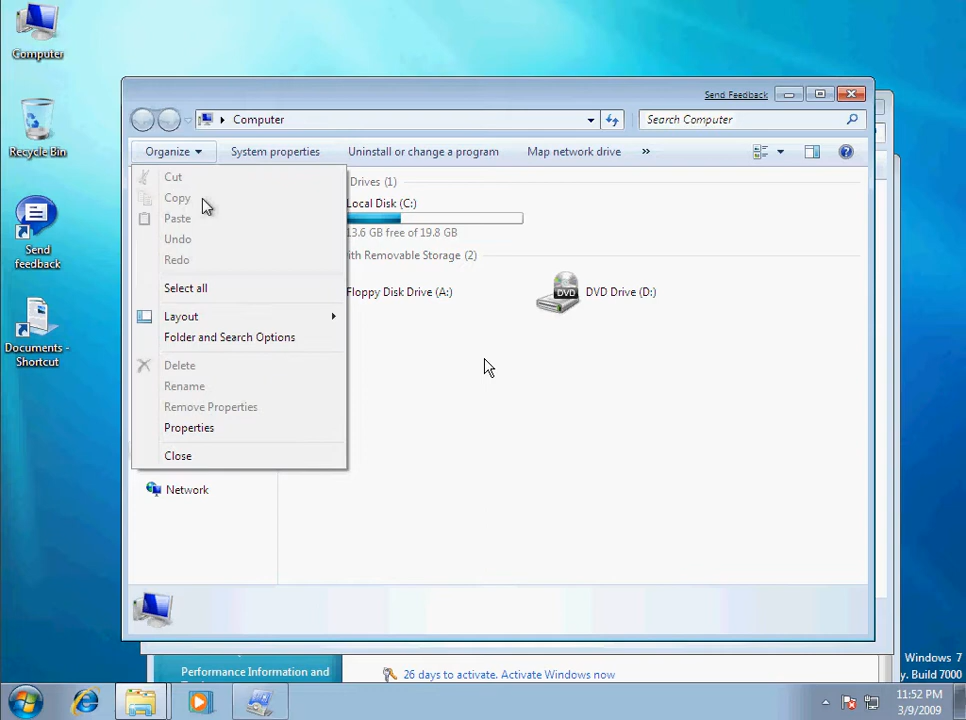 Computer
Recycle Bin
Send
feedback
Documents -
Shortcut
Send Feedback
Computer
Search Computer
Organize
System properties
Uninstall or change a program
Map network drive
»
Cut
Copy
Paste
Undo
Redo
Select all
Layout
Folder and Search Options
Delete
Rename
Remove Properties
Properties
Close
Drives (1)
Local Disk (C:)
13.6 GB free of 19.8 GB
ith Removable Storage (2)
Floppy Disk Drive (A:)
DVD
DVD Drive (D:)
Network
Performance Information and
26 days to activate. Activate Windows now
Windows 7
y. Build 7000
11:52 PM
3/9/2009